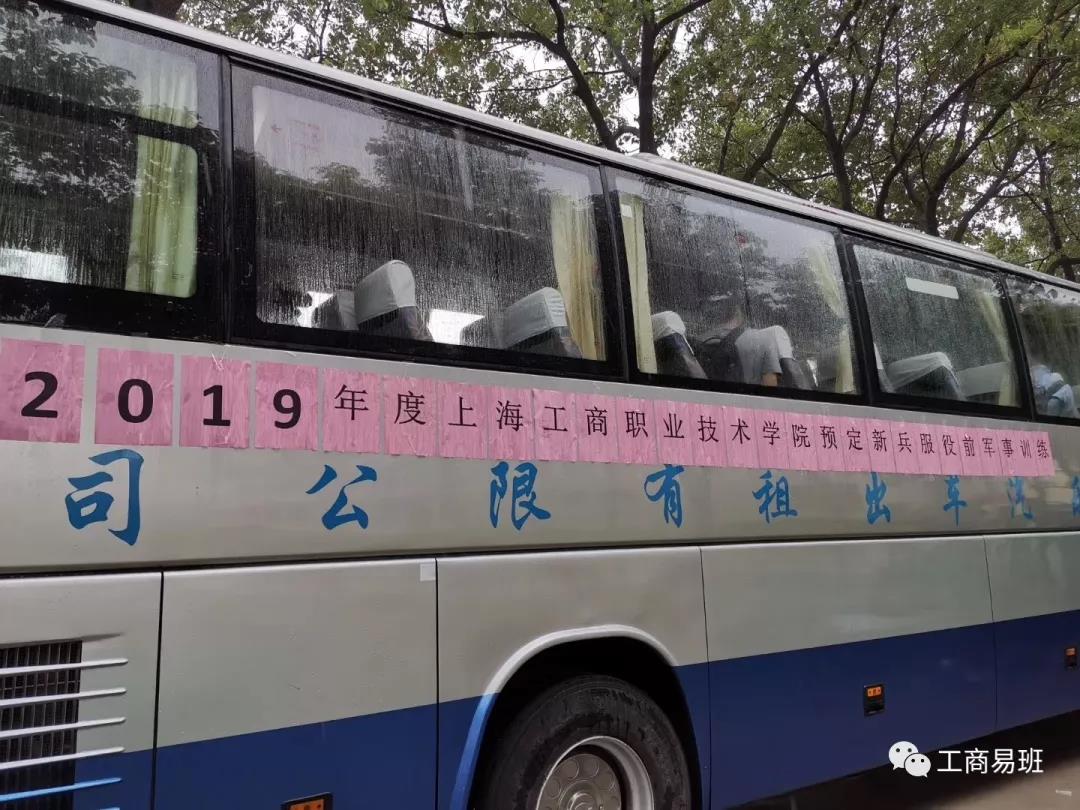 2019年度上海工商职业技术学院预定新兵服役前军事训练
司公限有租出车汽
工商易班